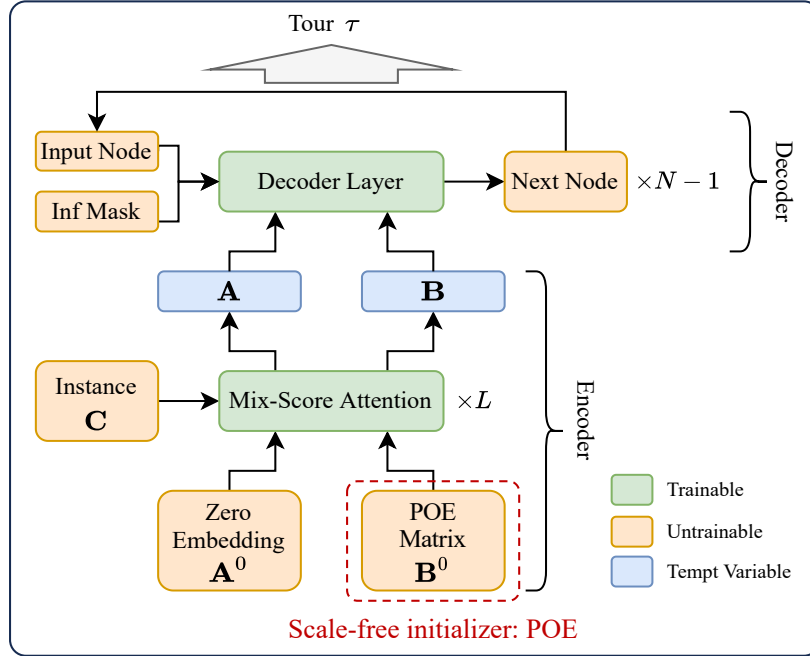 Tour τ
Input Node
Inf Mask
Decoder Layer
Next Node
×N − 1
Decoder
A
B
Instance
C
Mix-Score Attention
×L
Encoder
Zero
Embedding
A⁰
POE
Matrix
B⁰
Trainable
Untrainable
Tempt Variable
Scale-free initializer: POE